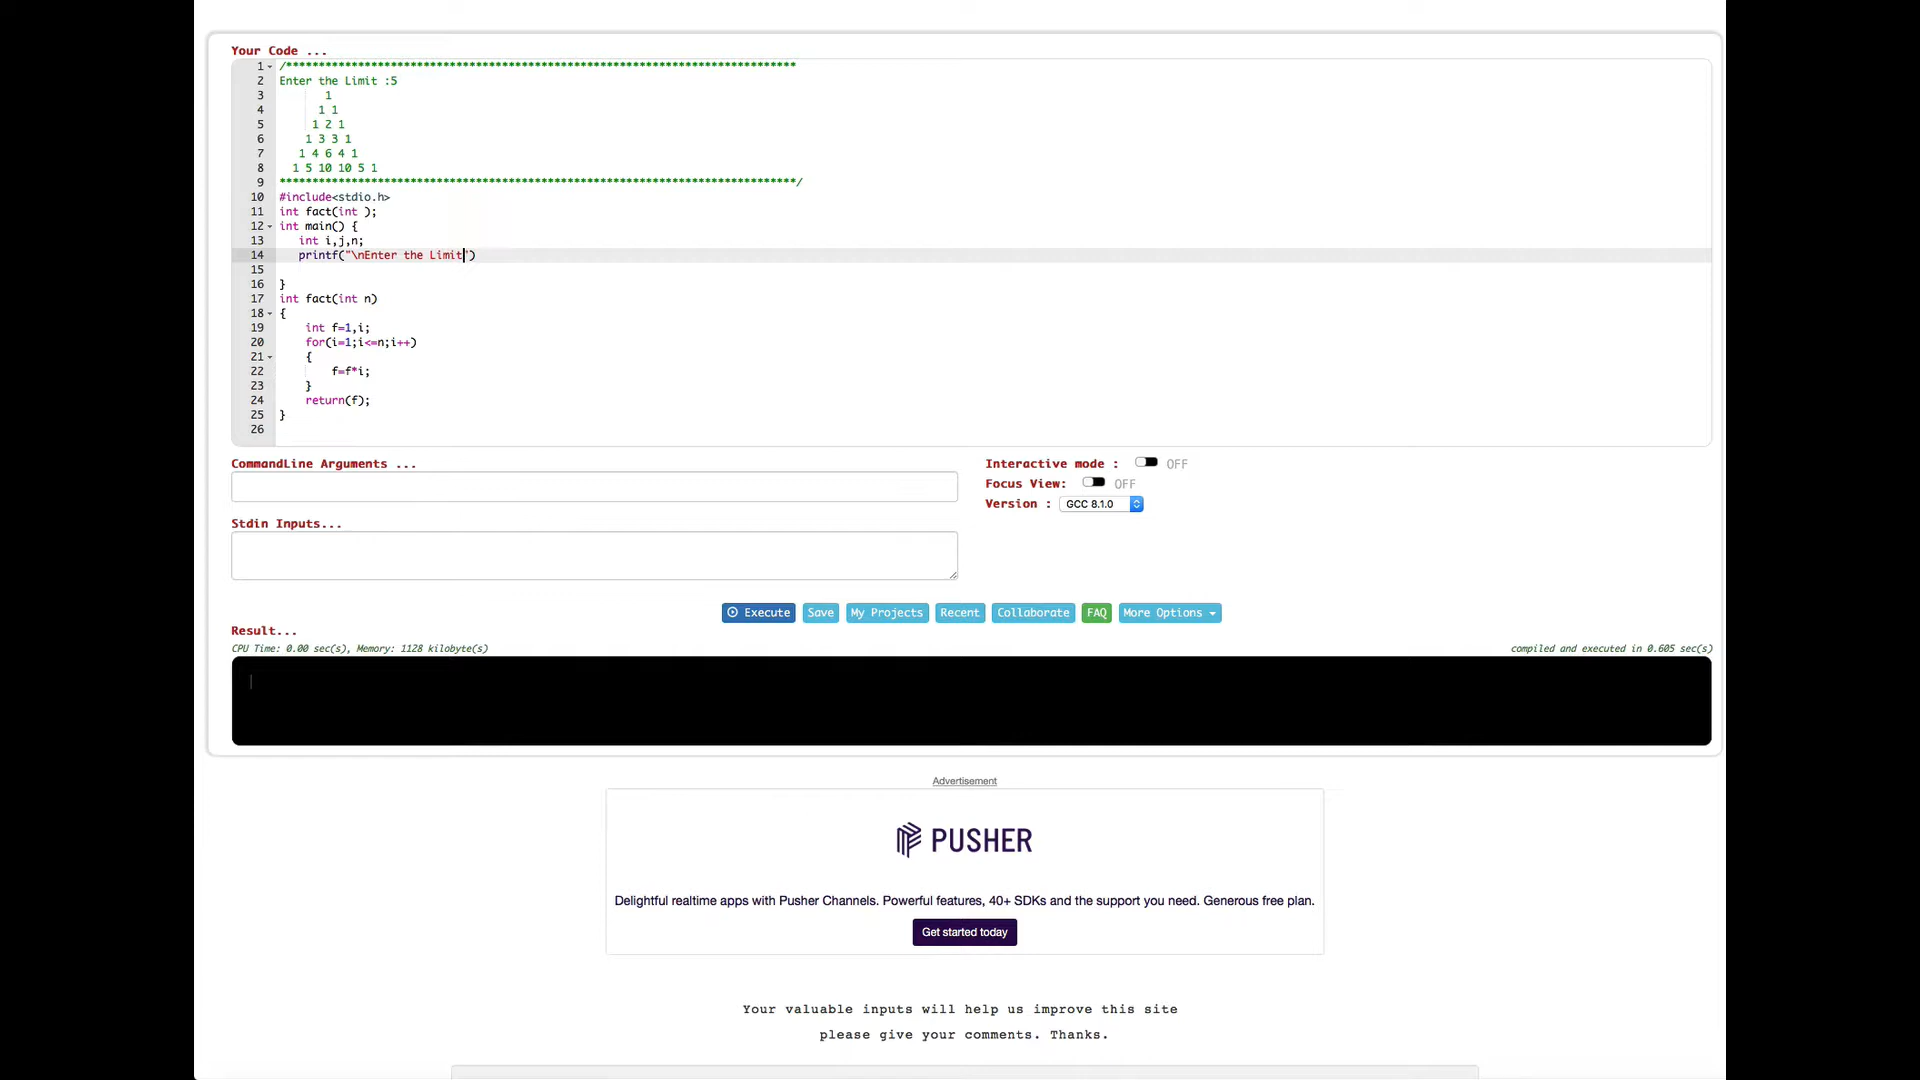 Your Code ...
1 /******************************************************************************
2 Enter the Limit :5
3 1
4 1 1
5 1 2 1
6 1 3 3 1
7 1 4 6 4 1
8 1 5 10 10 5 1
9 *******************************************************************************/
10 #include<stdio.h>
11 int fact(int );
12 int main() {
13 int i,j,n;
14 printf("\nEnter the Limit")
15
16 }
17 int fact(int n)
18 {
19 int f=1,i;
20 for(i=1;i<=n;i++)
21 {
22 f=f*i;
23 }
24 return(f);
25 }
26
CommandLine Arguments ...
Interactive mode : OFF
Focus View: OFF
Version : GCC 8.1.0
Stdin Inputs...
Execute Save My Projects Recent Collaborate FAQ More Options
Result...
CPU Time: 0.00 sec(s), Memory: 1128 kilobyte(s)
compiled and executed in 0.605 sec(s)
Advertisement
PUSHER
Delightful realtime apps with Pusher Channels. Powerful features, 40+ SDKs and the support you need. Generous free plan.
Get started today
Your valuable inputs will help us improve this site
please give your comments. Thanks.